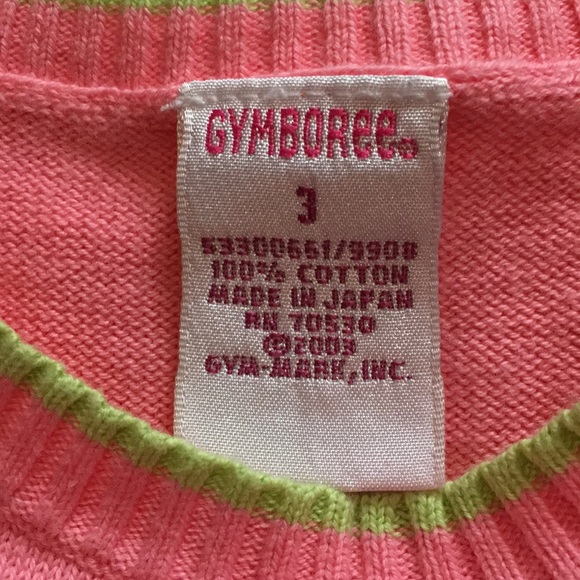 GYMBOREE®
3
53300661/9908
100% COTTON
MADE IN JAPAN
RN 70530
©2003
GYM-MARK, INC.